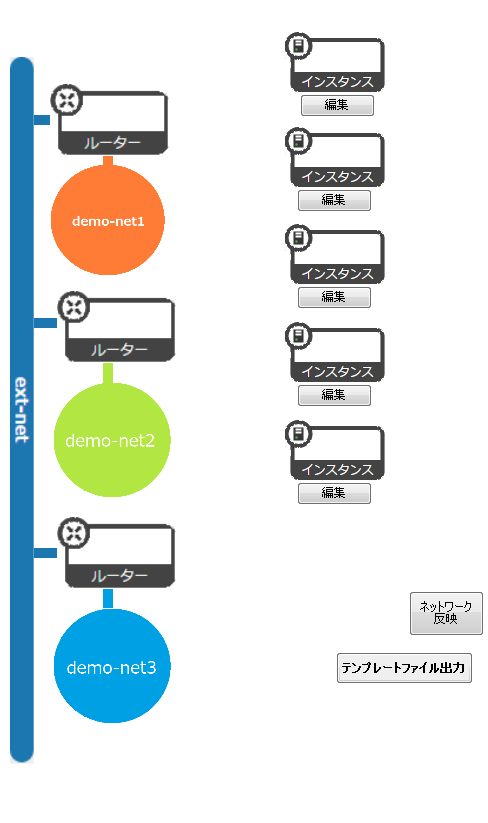 ext-net
ルーター
demo-net1
ルーター
demo-net2
ルーター
demo-net3
インスタンス
編集
インスタンス
編集
インスタンス
編集
インスタンス
編集
インスタンス
編集
ネットワーク
反映
テンプレートファイル出力